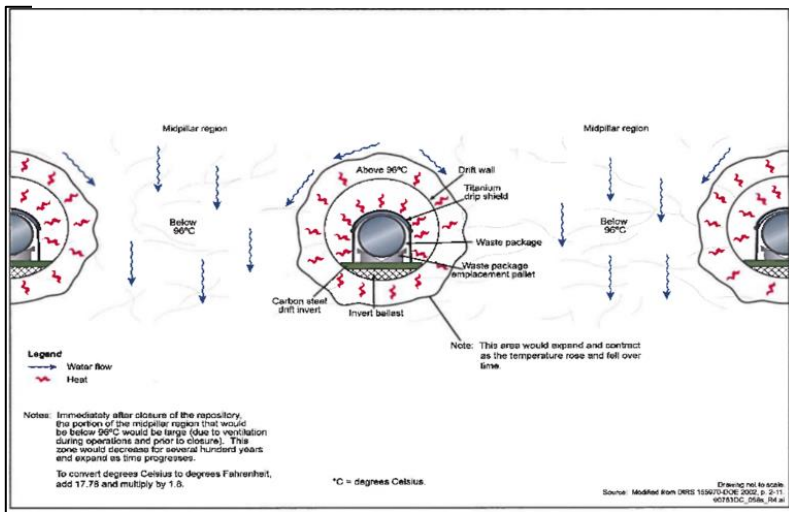 Midpillar region
Midpillar region
Above 96°C
Drift wall
Titanium
drip shield
Below
96°C
Below
96°C
Waste package
Waste package
emplacement pallet
Carbon steel
drift invert
Invert ballast
Note: This area would expand and contract
as the temperature rose and fell over
time.
Legend
Water flow
Heat
Notes: Immediately after closure of the repository,
the portion of the midpillar region that would
be below 96°C would be large (due to ventilation
during operations and prior to closure). This
zone would decrease for several hunderd years
and expand as time progresses.
To convert degrees Celsius to degrees Fahrenheit,
add 17.78 and multiply by 1.8.
°C = degrees Celsius.
Drawing not to scale.
Source: Modified from DIRS 155970-DOE 2002, p. 2-11.